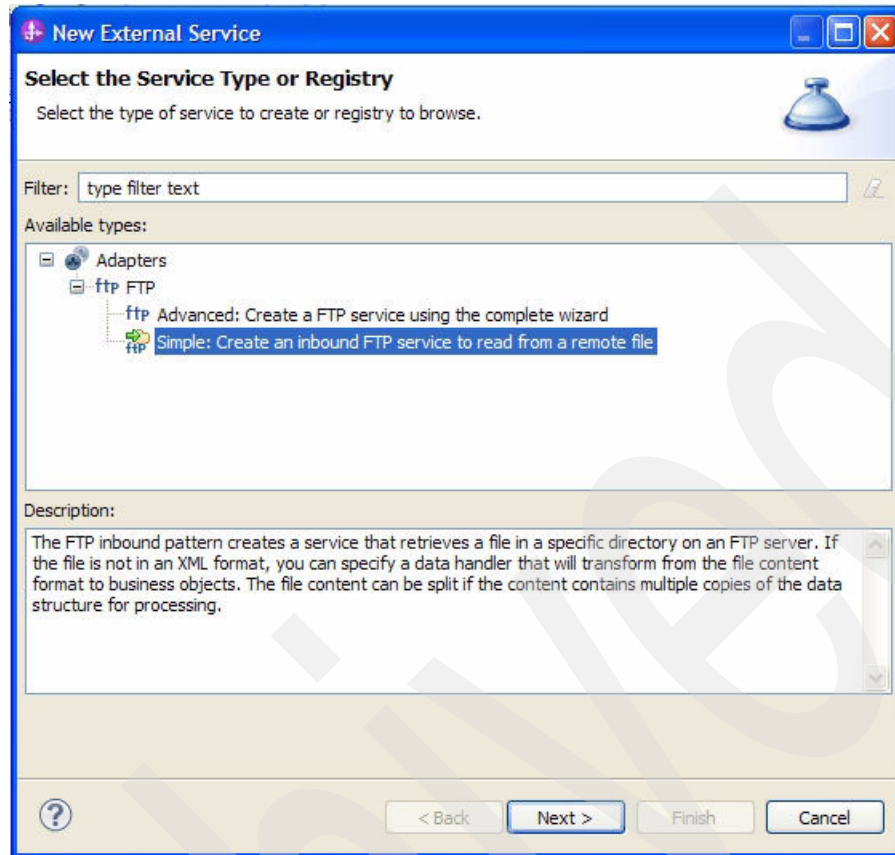 New External Service
Select the Service Type or Registry
Select the type of service to create or registry to browse.
Filter: type filter text
Available types:
Adapters
ftp FTP
ftp Advanced: Create a FTP service using the complete wizard
ftp Simple: Create an inbound FTP service to read from a remote file
Description:
The FTP inbound pattern creates a service that retrieves a file in a specific directory on an FTP server. If
the file is not in an XML format, you can specify a data handler that will transform from the file content
format to business objects. The file content can be split if the content contains multiple copies of the data
structure for processing.
? < Back Next > Finish Cancel